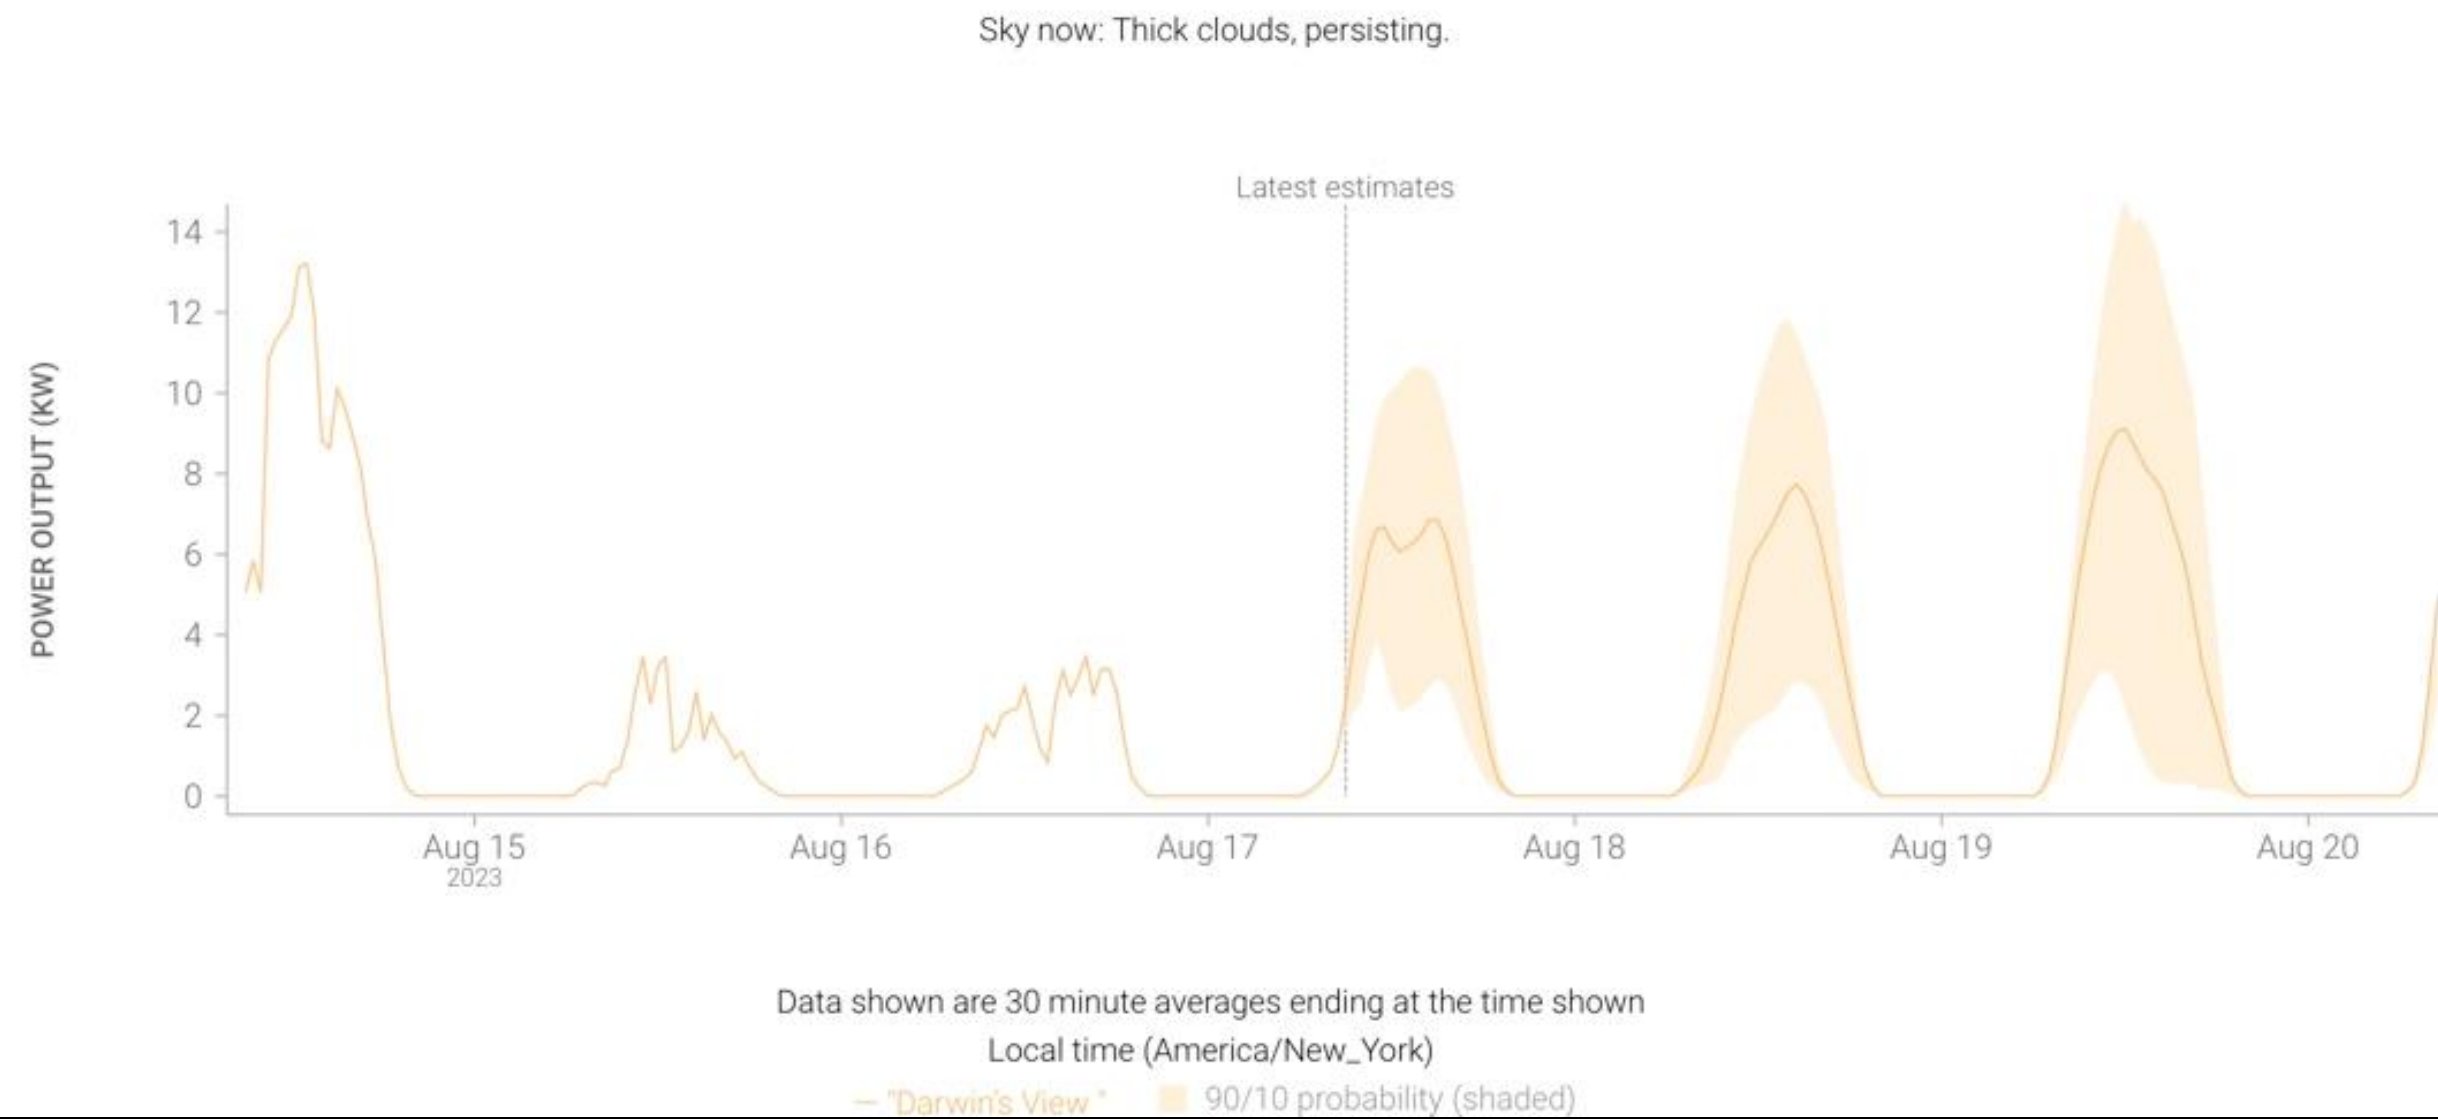 Sky now: Thick clouds, persisting.
Latest estimates
POWER OUTPUT (KW)
14
12
10
8
6
4
2
0
Aug 15 Aug 16 Aug 17 Aug 18 Aug 19 Aug 20
2023
Data shown are 30 minute averages ending at the time shown
Local time (America/New_York)
"Darwin's View " 90/10 probability (shaded)